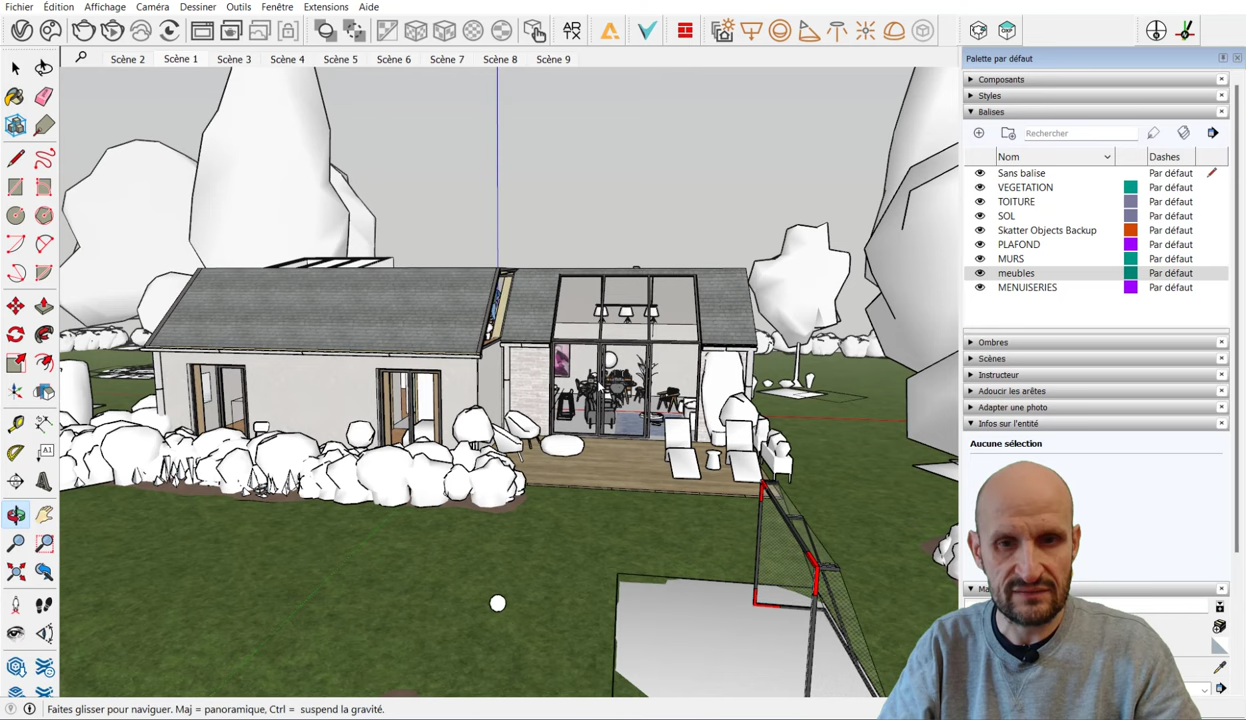 Fichier Édition Affichage Caméra Dessiner Outils Fenêtre Extensions Aide
Palette par défaut
Scène 2 Scène 1 Scène 3 Scène 4 Scène 5 Scène 6 Scène 7 Scène 8 Scène 9
Composants
Styles
Balises
Rechercher
Nom Dashes
Sans balise Par défaut
VEGETATION Par défaut
TOITURE Par défaut
SOL Par défaut
Skatter Objects Backup Par défaut
PLAFOND Par défaut
MURS Par défaut
meubles Par défaut
MENUISERIES Par défaut
Ombres
Scènes
Instructeur
Adoucir les arêtes
Adapter une photo
Infos sur l'entité
Aucune sélection
Faites glisser pour naviguer. Maj = panoramique, Ctrl = suspend la gravité.